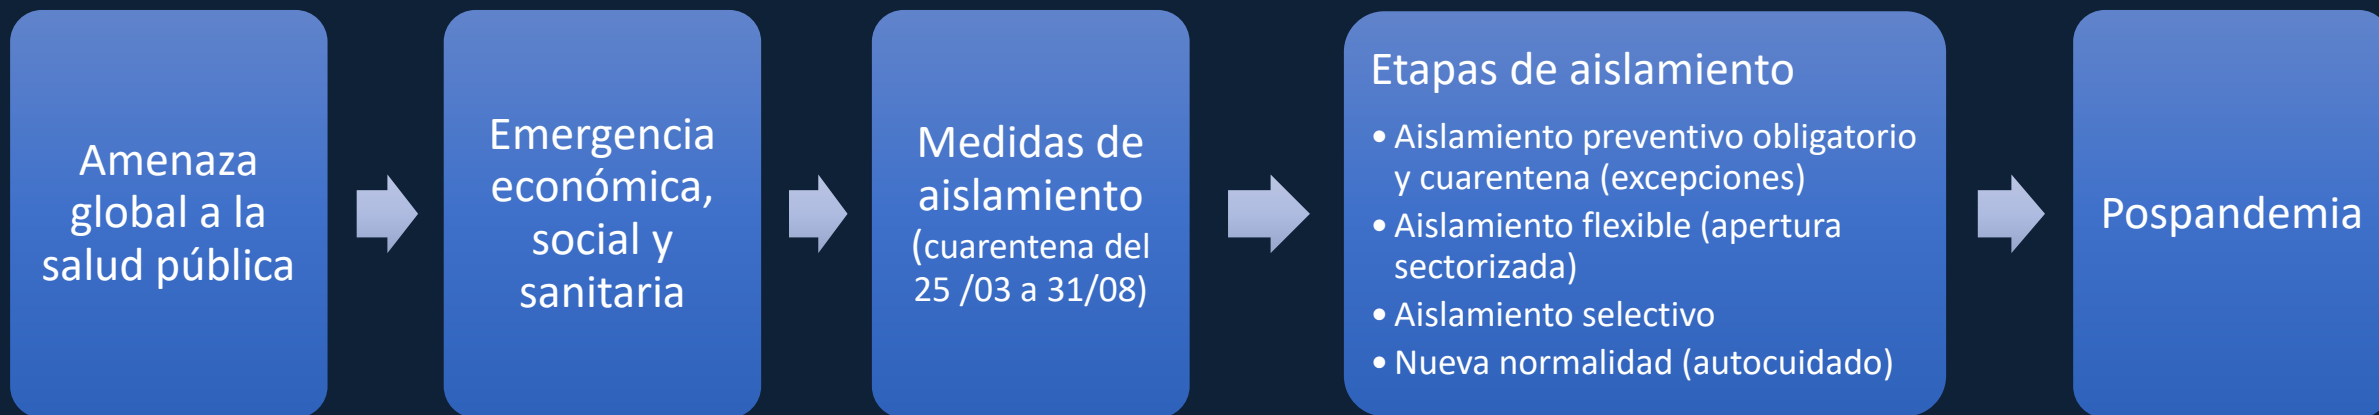 Amenaza
global a la
salud pública
Emergencia
económica,
social y
sanitaria
Medidas de
aislamiento
(cuarentena del
25 /03 a 31/08)
Etapas de aislamiento
• Aislamiento preventivo obligatorio
y cuarentena (excepciones)
• Aislamiento flexible (apertura
sectorizada)
• Aislamiento selectivo
• Nueva normalidad (autocuidado)
Pospandemia